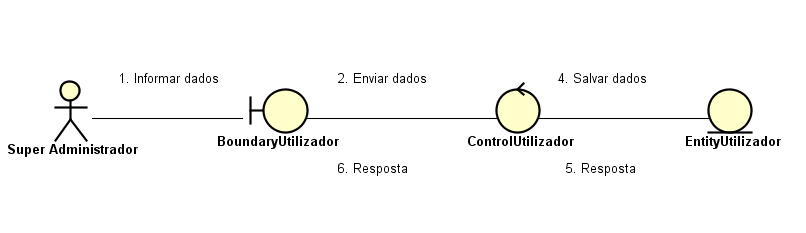 1. Informar dados
2. Enviar dados
4. Salvar dados
Super Administrador
BoundaryUtilizador
ControlUtilizador
EntityUtilizador
6. Resposta
5. Resposta